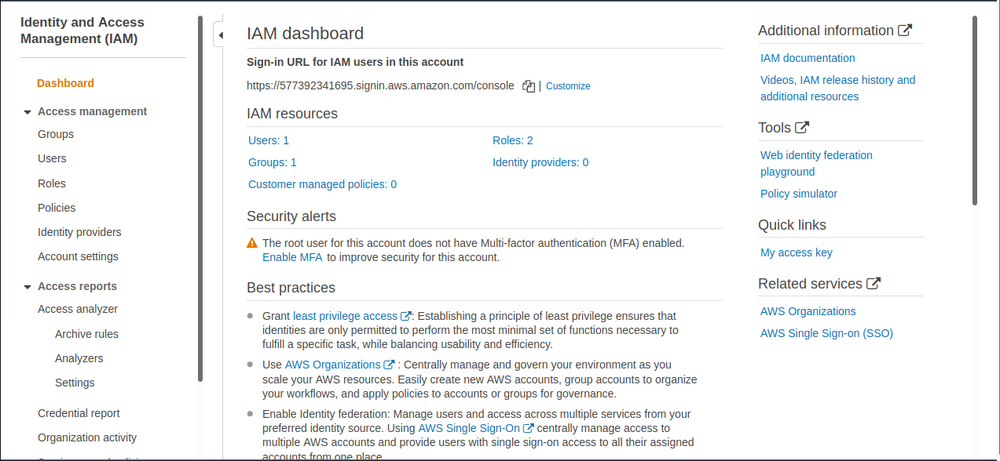 Identity and Access
Management (IAM)
Dashboard
Access management
Groups
Users
Roles
Policies
Identity providers
Account settings
Access reports
Access analyzer
Archive rules
Analyzers
Settings
Credential report
Organization activity
IAM dashboard
Sign-in URL for IAM users in this account
https://577392341695.signin.aws.amazon.com/console | Customize
IAM resources
Users: 1
Roles: 2
Groups: 1
Identity providers: 0
Customer managed policies: 0
Security alerts
The root user for this account does not have Multi-factor authentication (MFA) enabled.
Enable MFA to improve security for this account.
Best practices
Grant least privilege access : Establishing a principle of least privilege ensures that
identities are only permitted to perform the most minimal set of functions necessary to
fulfill a specific task, while balancing usability and efficiency.
Use AWS Organizations : Centrally manage and govern your environment as you
scale your AWS resources. Easily create new AWS accounts, group accounts to organize
your workflows, and apply policies to accounts or groups for governance.
Enable Identity federation: Manage users and access across multiple services from your
preferred identity source. Using AWS Single Sign-On centrally manage access to
multiple AWS accounts and provide users with single sign-on access to all their assigned
accounts from one place.
Additional information
IAM documentation
Videos, IAM release history and
additional resources
Tools
Web identity federation
playground
Policy simulator
Quick links
My access key
Related services
AWS Organizations
AWS Single Sign-on (SSO)